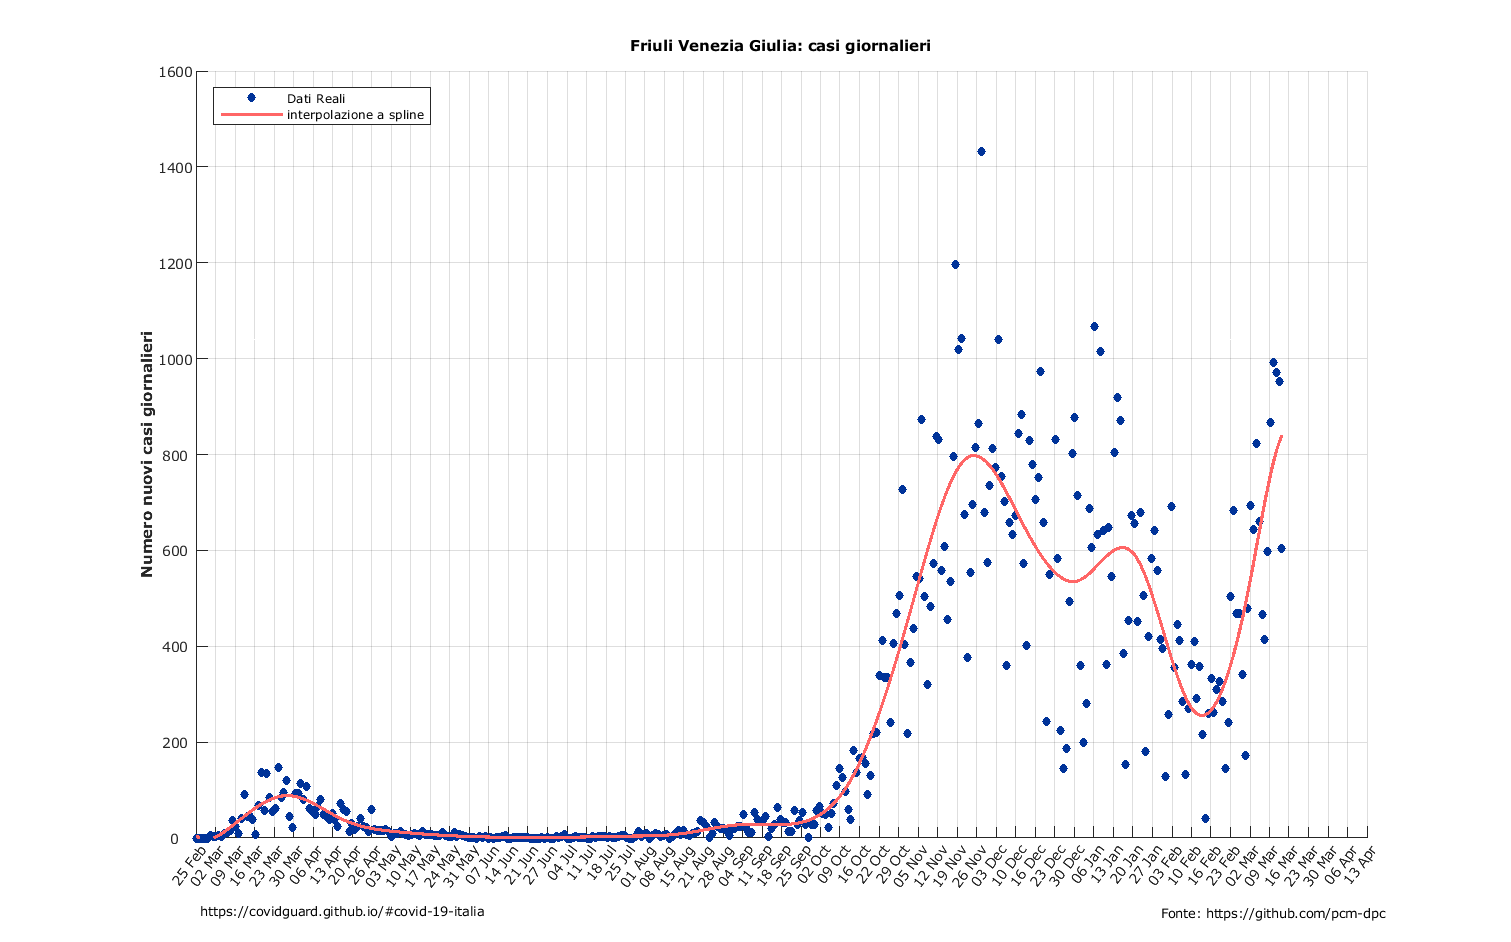 Friuli Venezia Giulia: casi giornalieri
Dati Reali
interpolazione a spline
Numero nuovi casi giornalieri
1600
1400
1200
1000
800
600
400
200
0
25 Feb
02 Mar
09 Mar
16 Mar
23 Mar
30 Mar
06 Apr
13 Apr
20 Apr
26 Apr
03 May
10 May
17 May
24 May
31 May
07 Jun
14 Jun
21 Jun
27 Jun
04 Jul
11 Jul
18 Jul
25 Jul
01 Aug
08 Aug
15 Aug
21 Aug
28 Aug
04 Sep
11 Sep
18 Sep
25 Sep
02 Oct
09 Oct
16 Oct
22 Oct
29 Oct
05 Nov
12 Nov
19 Nov
26 Nov
03 Dec
10 Dec
16 Dec
23 Dec
30 Dec
06 Jan
13 Jan
20 Jan
27 Jan
03 Feb
10 Feb
16 Feb
23 Feb
02 Mar
09 Mar
16 Mar
23 Mar
30 Mar
06 Apr
13 Apr
https://covidguard.github.io/#covid-19-italia
Fonte: https://github.com/pcm-dpc